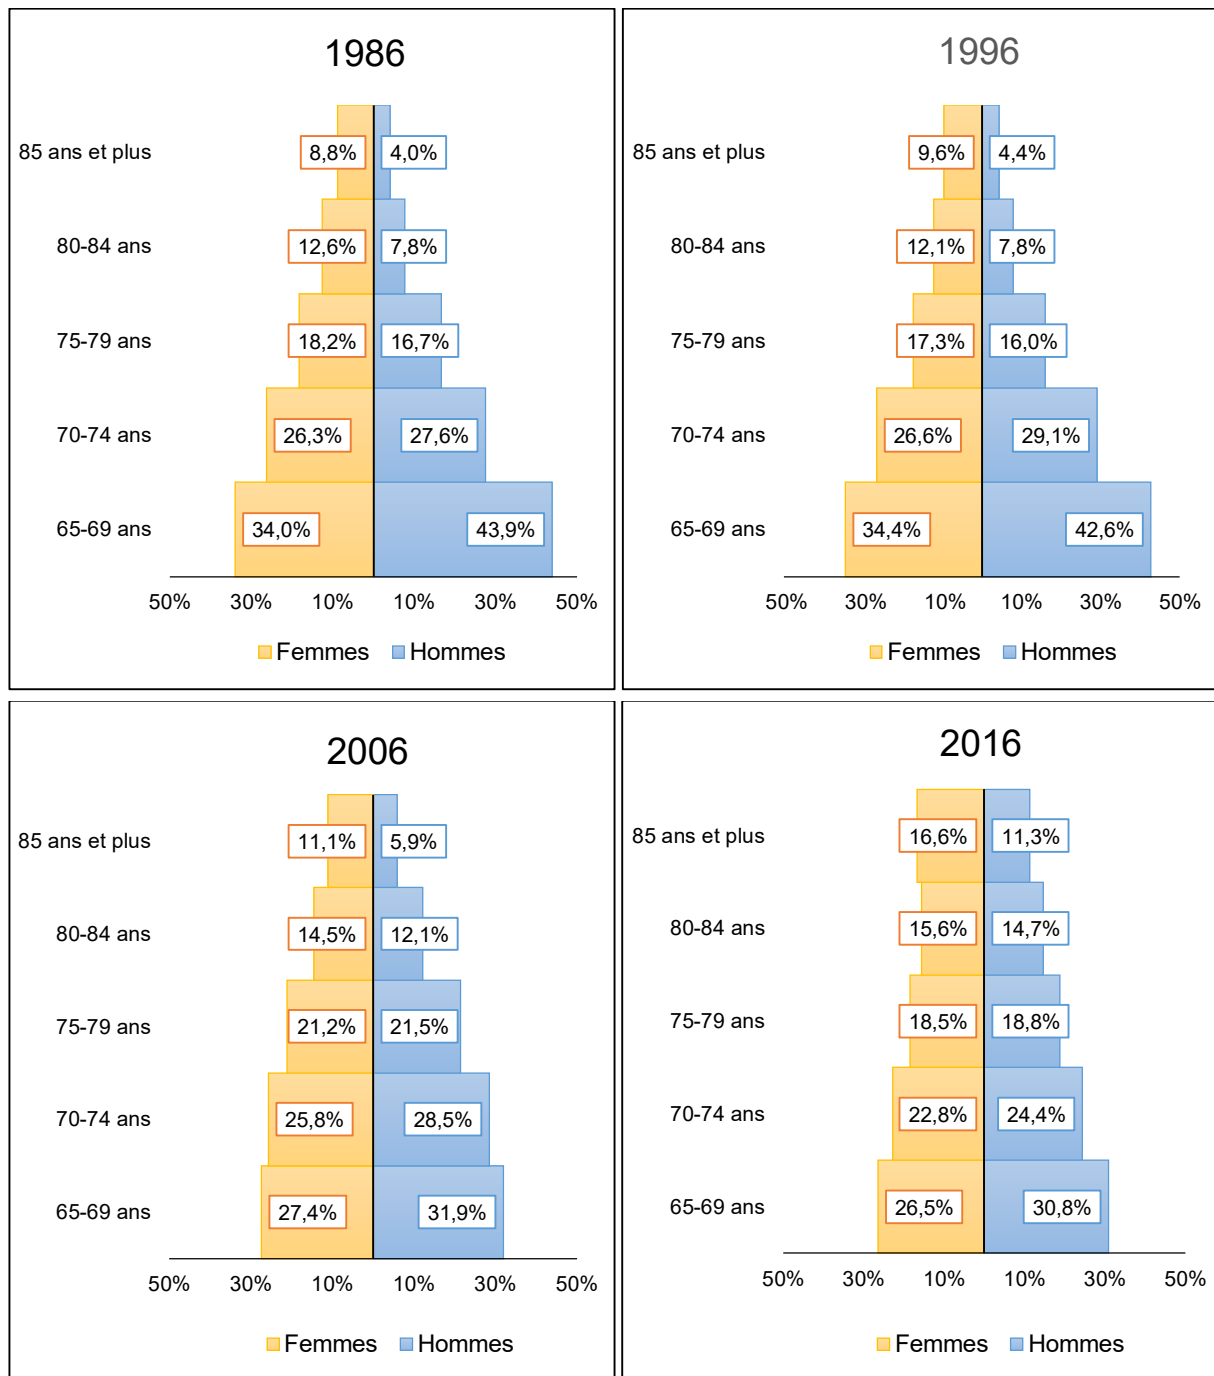 1986
85 ans et plus 8,8% 4,0%
80-84 ans 12,6% 7,8%
75-79 ans 18,2% 16,7%
70-74 ans 26,3% 27,6%
65-69 ans 34,0% 43,9%
50% 30% 10% 10% 30% 50%
Femmes Hommes
1996
85 ans et plus 9,6% 4,4%
80-84 ans 12,1% 7,8%
75-79 ans 17,3% 16,0%
70-74 ans 26,6% 29,1%
65-69 ans 34,4% 42,6%
50% 30% 10% 10% 30% 50%
Femmes Hommes
2006
85 ans et plus 11,1% 5,9%
80-84 ans 14,5% 12,1%
75-79 ans 21,2% 21,5%
70-74 ans 25,8% 28,5%
65-69 ans 27,4% 31,9%
50% 30% 10% 10% 30% 50%
Femmes Hommes
2016
85 ans et plus 16,6% 11,3%
80-84 ans 15,6% 14,7%
75-79 ans 18,5% 18,8%
70-74 ans 22,8% 24,4%
65-69 ans 26,5% 30,8%
50% 30% 10% 10% 30% 50%
Femmes Hommes